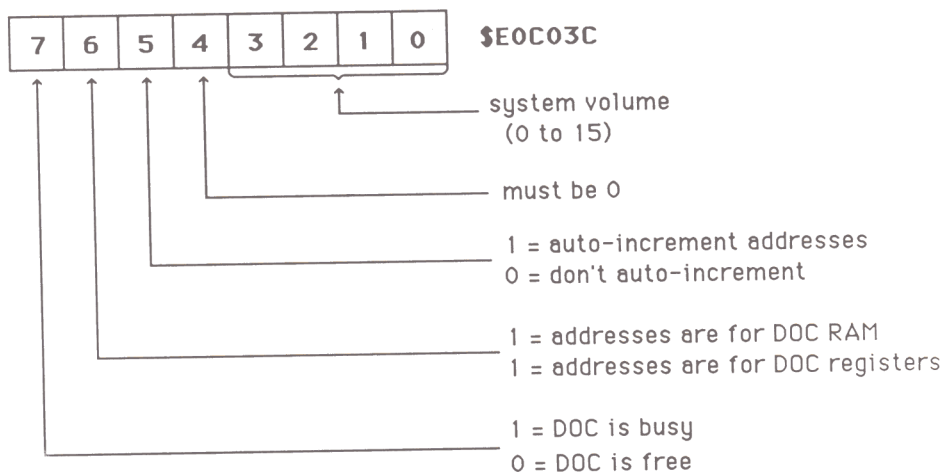 7 6 5 4 3 2 1 0 $E0C03C
system volume
(0 to 15)
must be 0
1 = auto-increment addresses
0 = don't auto-increment
1 = addresses are for DOC RAM
1 = addresses are for DOC registers
1 = DOC is busy
0 = DOC is free